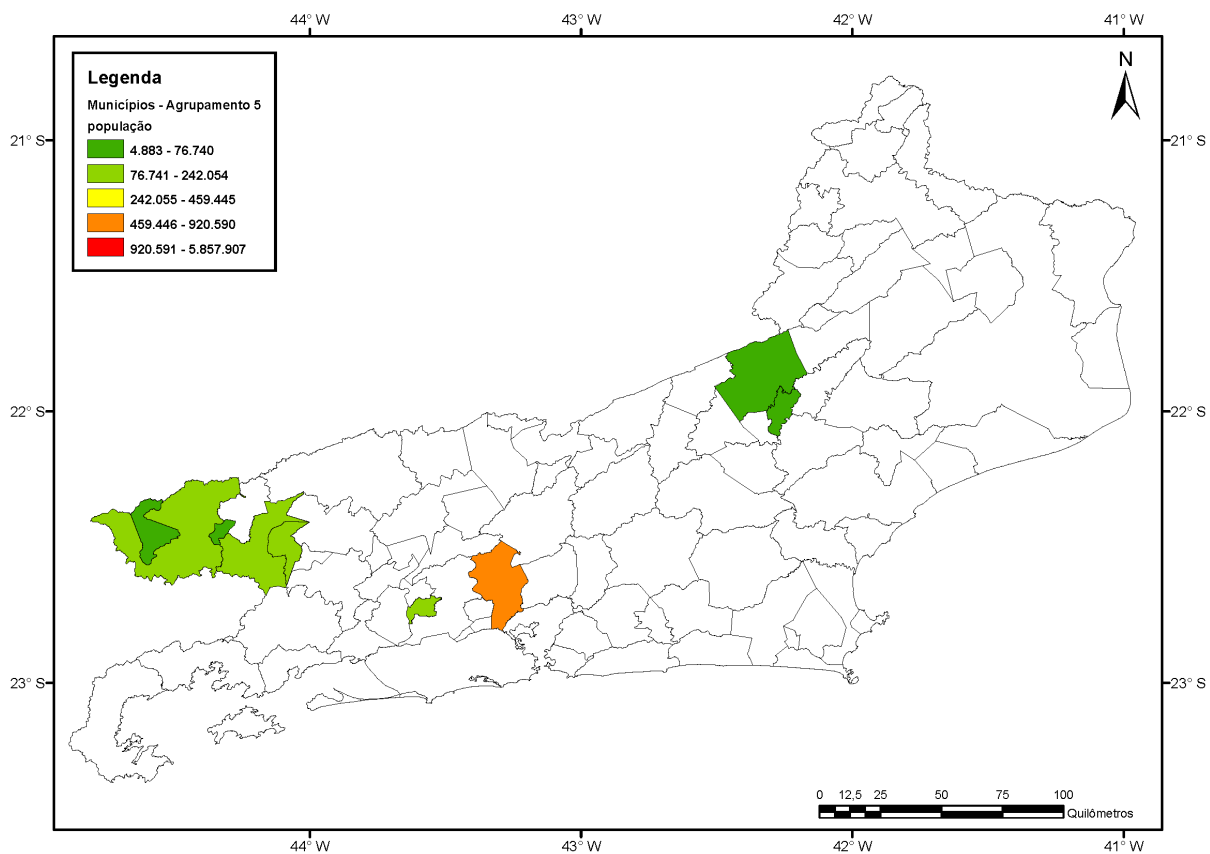 44° W 43° W 42° W 41° W
N
Legenda
Municípios - Agrupamento 5
população
4.883 - 76.740
76.741 - 242.054
242.055 - 459.445
459.446 - 920.590
920.591 - 5.857.907
21° S 21° S
22° S 22° S
23° S 23° S
0 12,5 25 50 75 100
Quilômetros
44° W 43° W 42° W 41° W